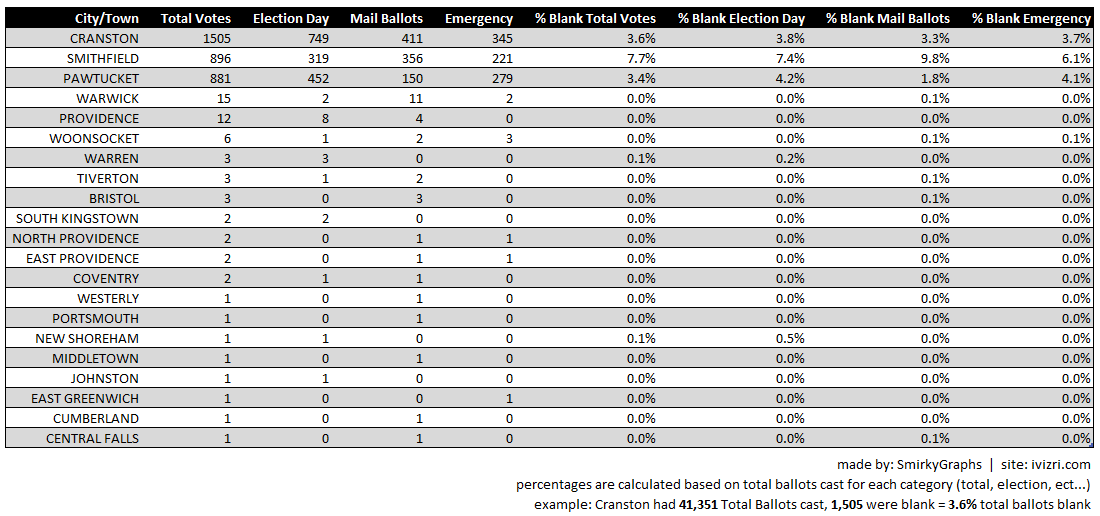 City/Town Total Votes Election Day Mail Ballots Emergency % Blank Total Votes % Blank Election Day % Blank Mail Ballots % Blank Emergency
CRANSTON 1505 749 411 345 3.6% 3.8% 3.3% 3.7%
SMITHFIELD 896 319 356 221 7.7% 7.4% 9.8% 6.1%
PAWTUCKET 881 452 150 279 3.4% 4.2% 1.8% 4.1%
WARWICK 15 2 11 2 0.0% 0.0% 0.1% 0.0%
PROVIDENCE 12 8 4 0 0.0% 0.0% 0.0% 0.0%
WOONSOCKET 6 1 2 3 0.0% 0.0% 0.1% 0.1%
WARREN 3 3 0 0 0.1% 0.2% 0.0% 0.0%
TIVERTON 3 1 2 0 0.0% 0.0% 0.1% 0.0%
BRISTOL 3 0 3 0 0.0% 0.0% 0.1% 0.0%
SOUTH KINGSTOWN 2 2 0 0 0.0% 0.0% 0.0% 0.0%
NORTH PROVIDENCE 2 0 1 1 0.0% 0.0% 0.0% 0.0%
EAST PROVIDENCE 2 0 1 1 0.0% 0.0% 0.0% 0.0%
COVENTRY 2 1 1 0 0.0% 0.0% 0.0% 0.0%
WESTERLY 1 0 1 0 0.0% 0.0% 0.0% 0.0%
PORTSMOUTH 1 0 1 0 0.0% 0.0% 0.0% 0.0%
NEW SHOREHAM 1 1 0 0 0.1% 0.5% 0.0% 0.0%
MIDDLETOWN 1 0 1 0 0.0% 0.0% 0.0% 0.0%
JOHNSTON 1 1 0 0 0.0% 0.0% 0.0% 0.0%
EAST GREENWICH 1 0 0 1 0.0% 0.0% 0.0% 0.0%
CUMBERLAND 1 0 1 0 0.0% 0.0% 0.0% 0.0%
CENTRAL FALLS 1 0 1 0 0.0% 0.0% 0.1% 0.0%
made by: SmirkyGraphs | site: ivizri.com
percentages are calculated based on total ballots cast for each category (total, election, ect...)
example: Cranston had 41,351 Total Ballots cast, 1,505 were blank = 3.6% total ballots blank